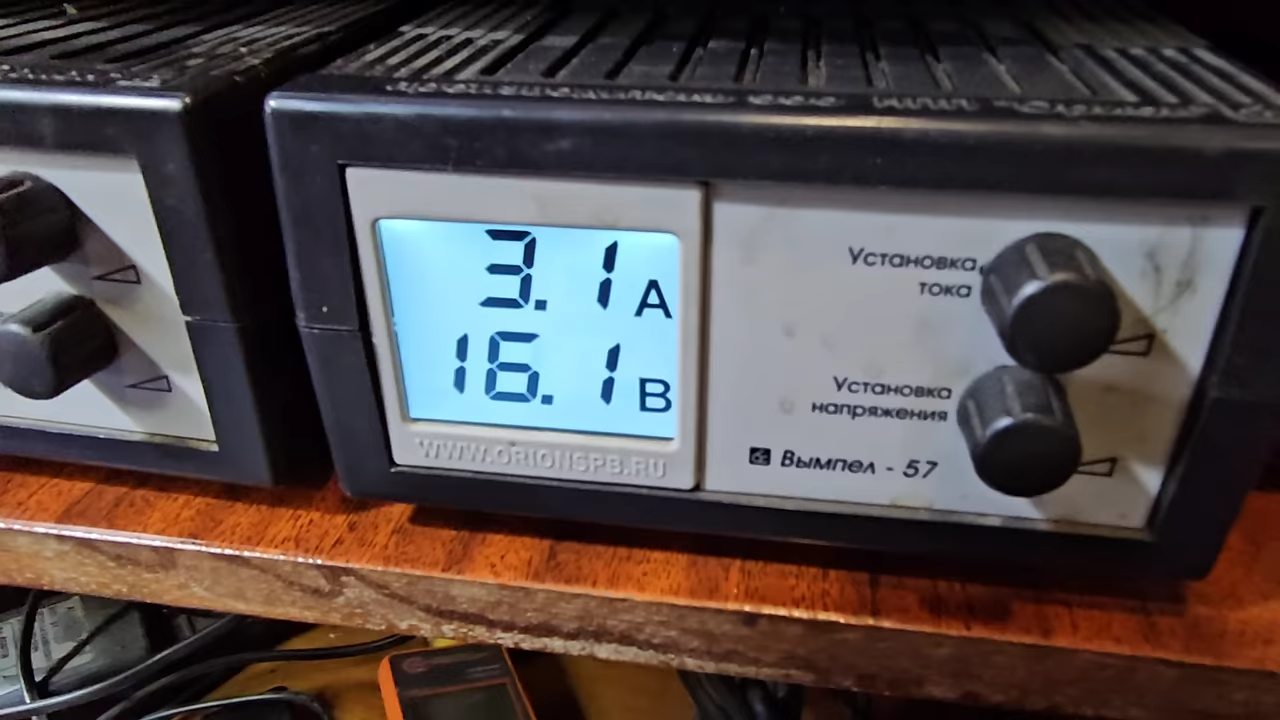 3.1 А
16.1 В
WWW.ORIONSPB.RU
Установка
тока
Установка
напряжения
Вымпел - 57